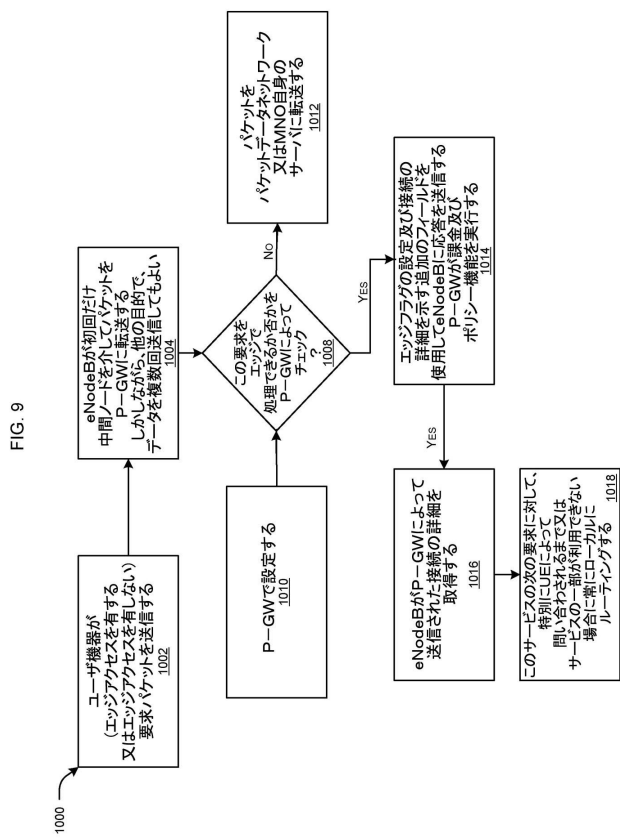 FIG. 9
1000
ユーザ機器が
(エッジアクセスを有する
又はエッジアクセスを有しない)
要求パケットを送信する
1002
eNodeBが初回だけ
中間ノードを介してパケットを
P-GWに転送する
しかしながら、他の目的で、
データを複数回送信してもよい
1004
P-GWで設定する
1010
この要求を
エッジで
処理できるか否かを
P-GWによって
チェック
?
1008
NO
パケットを
パケットデータネットワーク
又はMNO自身の
サーバに転送する
1012
YES
エッジフラグの設定及び接続の
詳細を示す追加のフィールドを
使用してeNodeBに応答を送信する
P-GWが課金及び
ポリシー機能を実行する
1014
YES
eNodeBがP-GWによって
送信された接続の詳細を
取得する
1016
このサービスの次の要求に対して、
特別にUEによって
問い合わされるまで又は
サービスの一部が利用できない
場合に常にローカルに
ルーティングする
1018